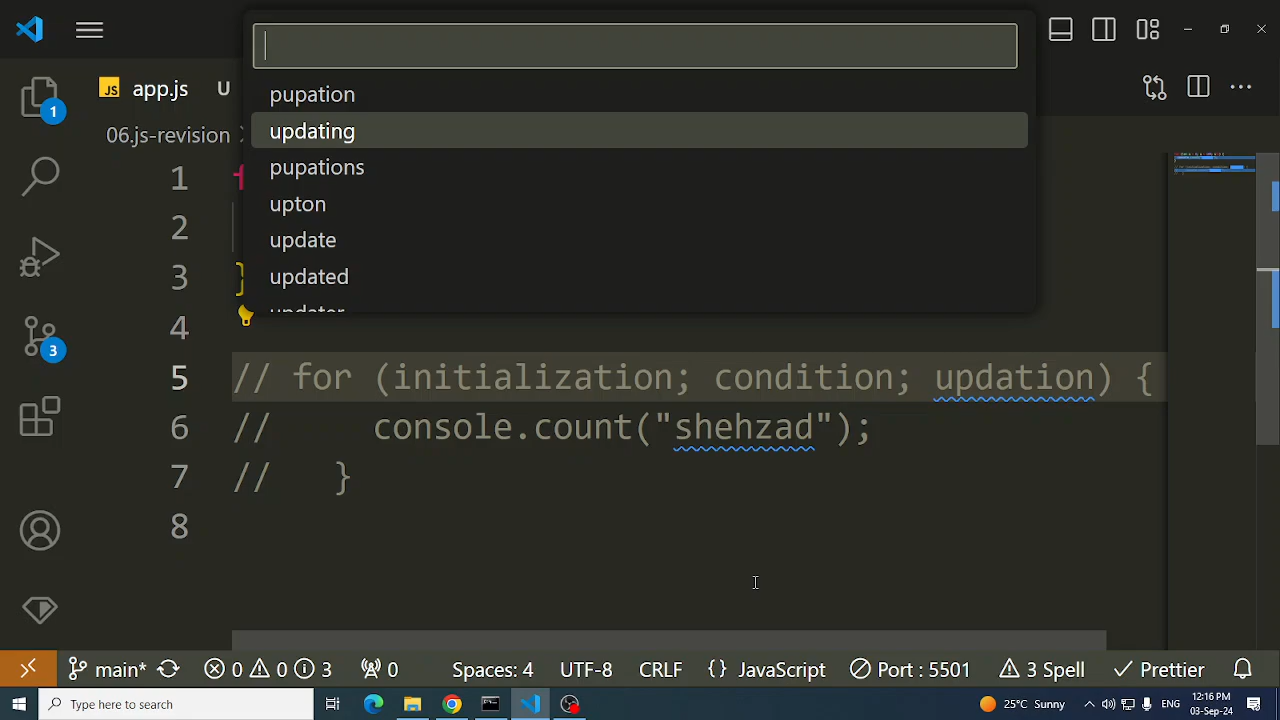 pupation
updating
pupations
upton
update
updated
updater
JS app.js U
1
06.js-revision
1
2
3
4
5 // for (initialization; condition; updation) {
6 // console.count("shehzad");
7 // }
8
3
main* 0 0 3 0 Spaces: 4 UTF-8 CRLF {} JavaScript Port : 5501 3 Spell Prettier
Type here to search 25°C Sunny ENG 12:16 PM
03-Sep-24